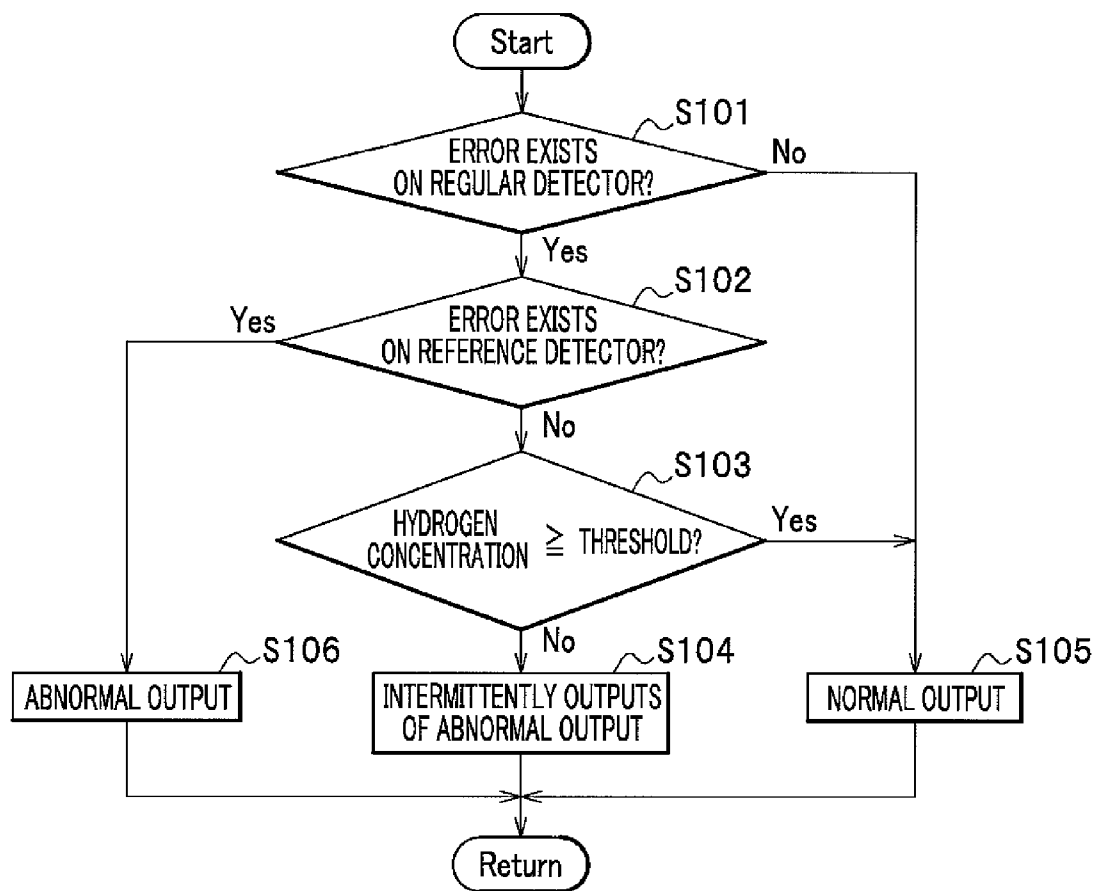 Start
S101
ERROR EXISTS
ON REGULAR DETECTOR?
No
Yes
S102
ERROR EXISTS
ON REFERENCE DETECTOR?
Yes
No
S103
HYDROGEN
CONCENTRATION ≧ THRESHOLD?
Yes
No
S106
ABNORMAL OUTPUT
S104
INTERMITTENTLY OUTPUTS
OF ABNORMAL OUTPUT
S105
NORMAL OUTPUT
Return